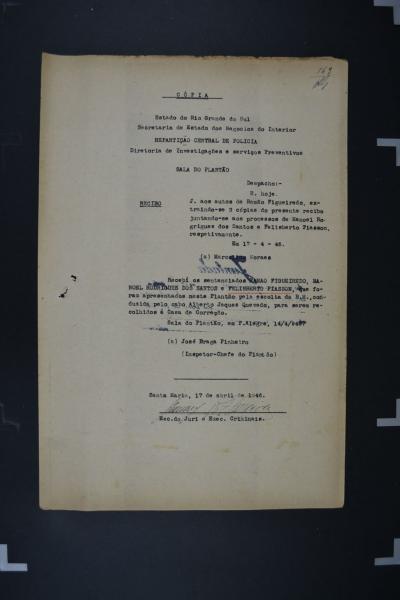 CÓPIA
Estado do Rio Grande do Sul
Secretaria de Estado dos Negocios do Interior
REPARTIÇÃO CENTRAL DE POLICIA
Diretoria de Investigações e serviços Preventivos
SALA DO PLANTÃO
Despacho:-
R. hoje.
RECIBO J. aos autos de Ramão Figueiredo, ex-
traindo-se 2 cópias do presente recibo
juntando-se aos processos de Manoel Ro-
drigues dos Santos e Felisberto Fiasson,
respetivamente.
Em 17 - 4 - 46.
(a) Moraes
Recebi os sentenciados RAMAO FIGUEIREDO, MA-
NOEL RODRIGUES DOS SANTOS e FELISBERTO FIASSON, que fo-
ram apresentados neste Plantão pela escolta da B.M., con-
duzida pelo cabo Alberto Jaques Quevedo, para serem re-
colhidos á Casa de Correção.
Sala do Plantão, em P. Alegre, 14/4/
(a) José Braga Pinheiro
(Inspetor-Chefe do Plantão)
Santa Maria, 17 de abril de 1946.
Esc. do Juri e Exec. Criminais.